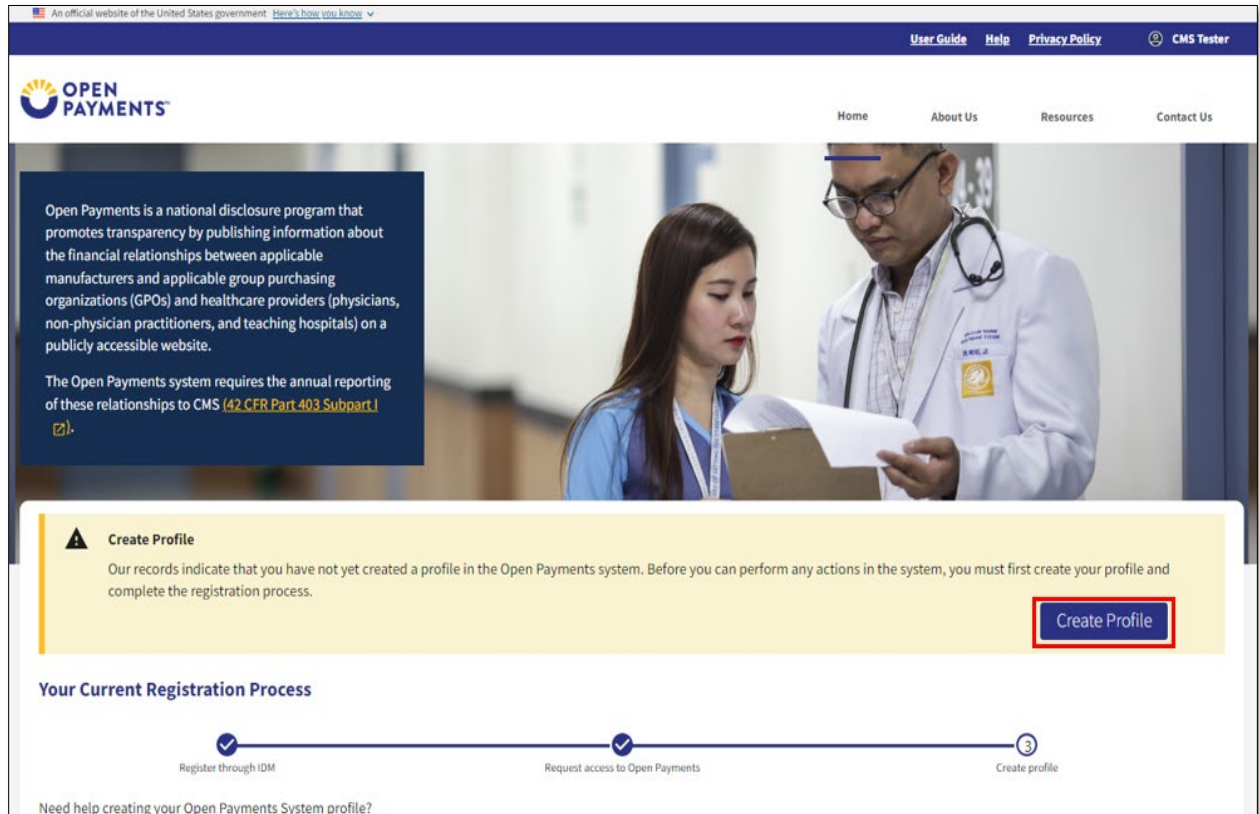 An official website of the United States government Here's how you know
User Guide Help Privacy Policy CMS Tester
OPEN
PAYMENTS
Home About Us Resources Contact Us
Open Payments is a national disclosure program that
promotes transparency by publishing information about
the financial relationships between applicable
manufacturers and applicable group purchasing
organizations (GPOs) and healthcare providers (physicians,
non-physician practitioners, and teaching hospitals) on a
publicly accessible website.
The Open Payments system requires the annual reporting
of these relationships to CMS (42 CFR Part 403 Subpart I
).
Create Profile
Our records indicate that you have not yet created a profile in the Open Payments system. Before you can perform any actions in the system, you must first create your profile and
complete the registration process.
Create Profile
Your Current Registration Process
3
Register through IDM Request access to Open Payments Create profile
Need help creating your Open Payments System profile?